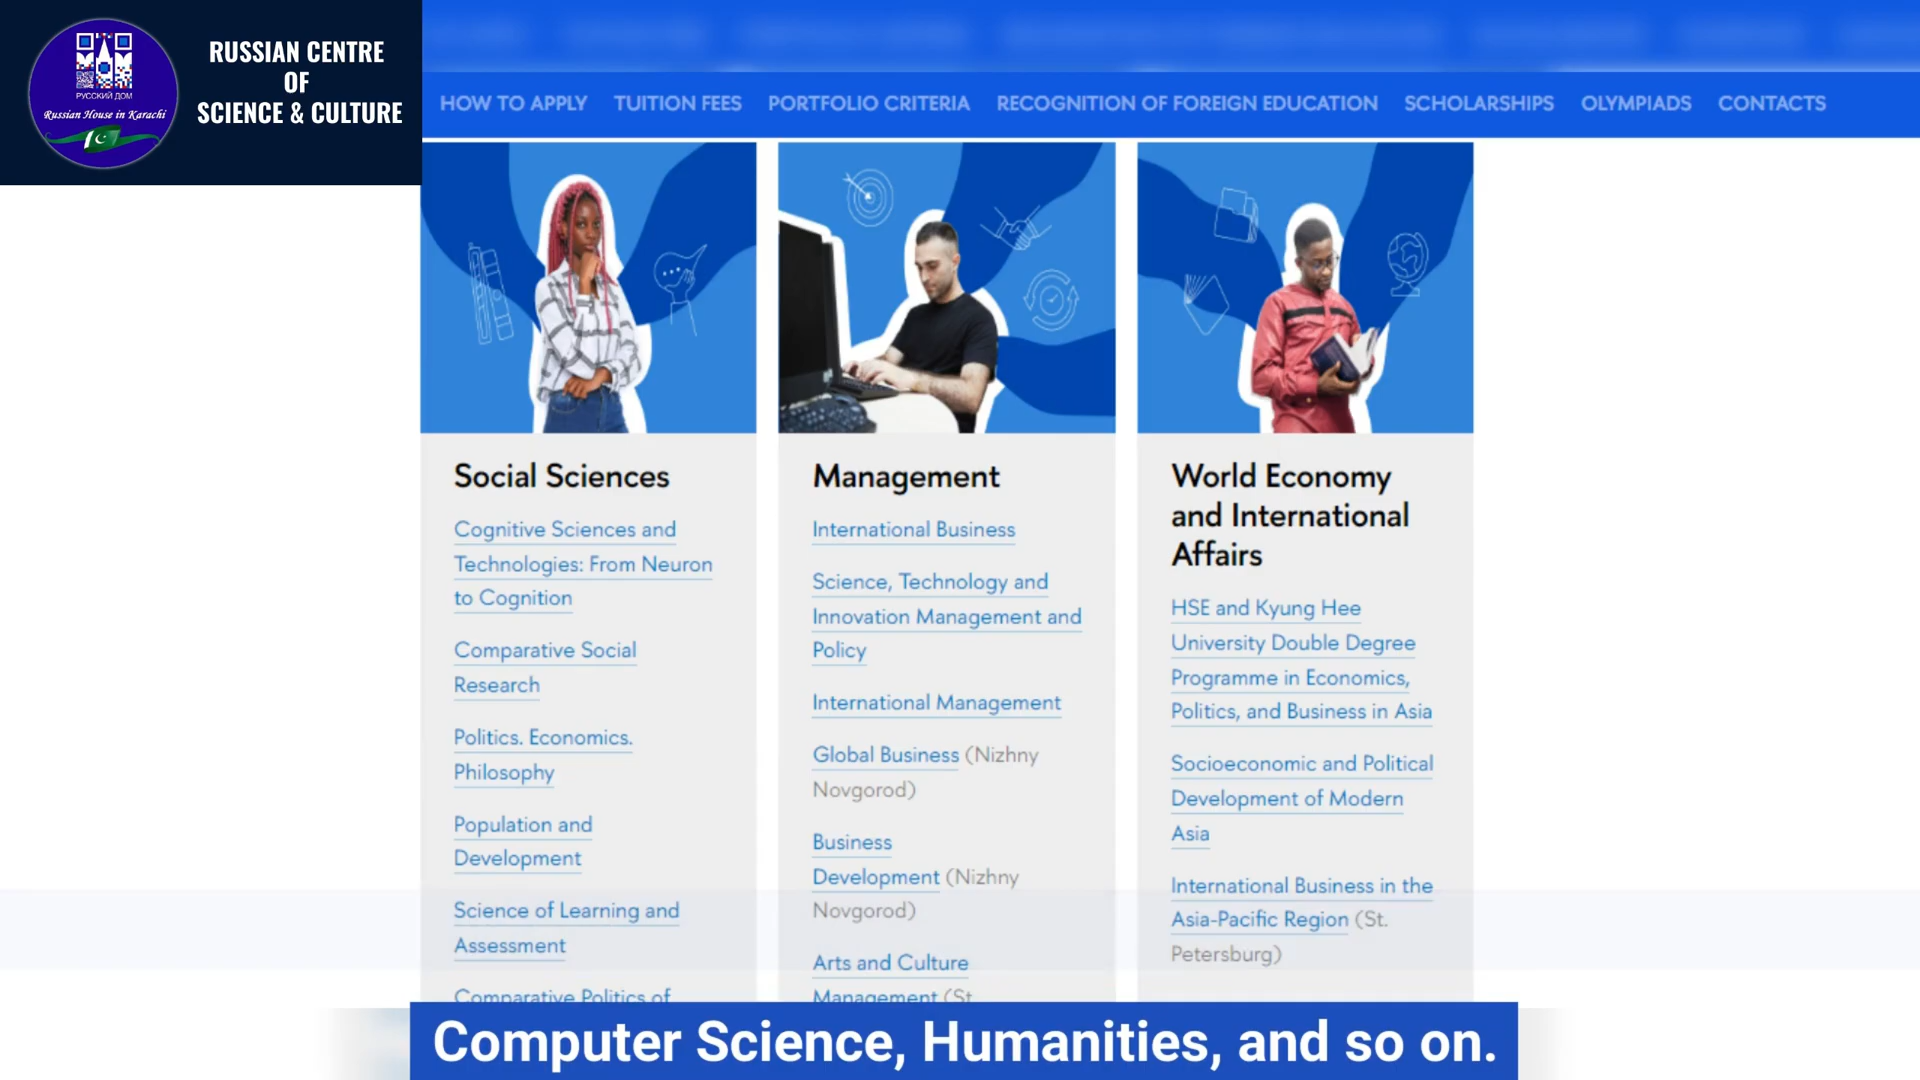 РУССКИЙ ДОМ
Russian House in Karachi
RUSSIAN CENTRE
OF
SCIENCE & CULTURE
HOW TO APPLY TUITION FEES PORTFOLIO CRITERIA RECOGNITION OF FOREIGN EDUCATION SCHOLARSHIPS OLYMPIADS CONTACTS
Social Sciences
Cognitive Sciences and
Technologies: From Neuron
to Cognition
Comparative Social
Research
Politics. Economics.
Philosophy
Population and
Development
Science of Learning and
Assessment
Comparative Politics of
Management
International Business
Science, Technology and
Innovation Management and
Policy
International Management
Global Business (Nizhny
Novgorod)
Business
Development (Nizhny
Novgorod)
Arts and Culture
Management (St.
World Economy
and International
Affairs
HSE and Kyung Hee
University Double Degree
Programme in Economics,
Politics, and Business in Asia
Socioeconomic and Political
Development of Modern
Asia
International Business in the
Asia-Pacific Region (St.
Petersburg)
Computer Science, Humanities, and so on.